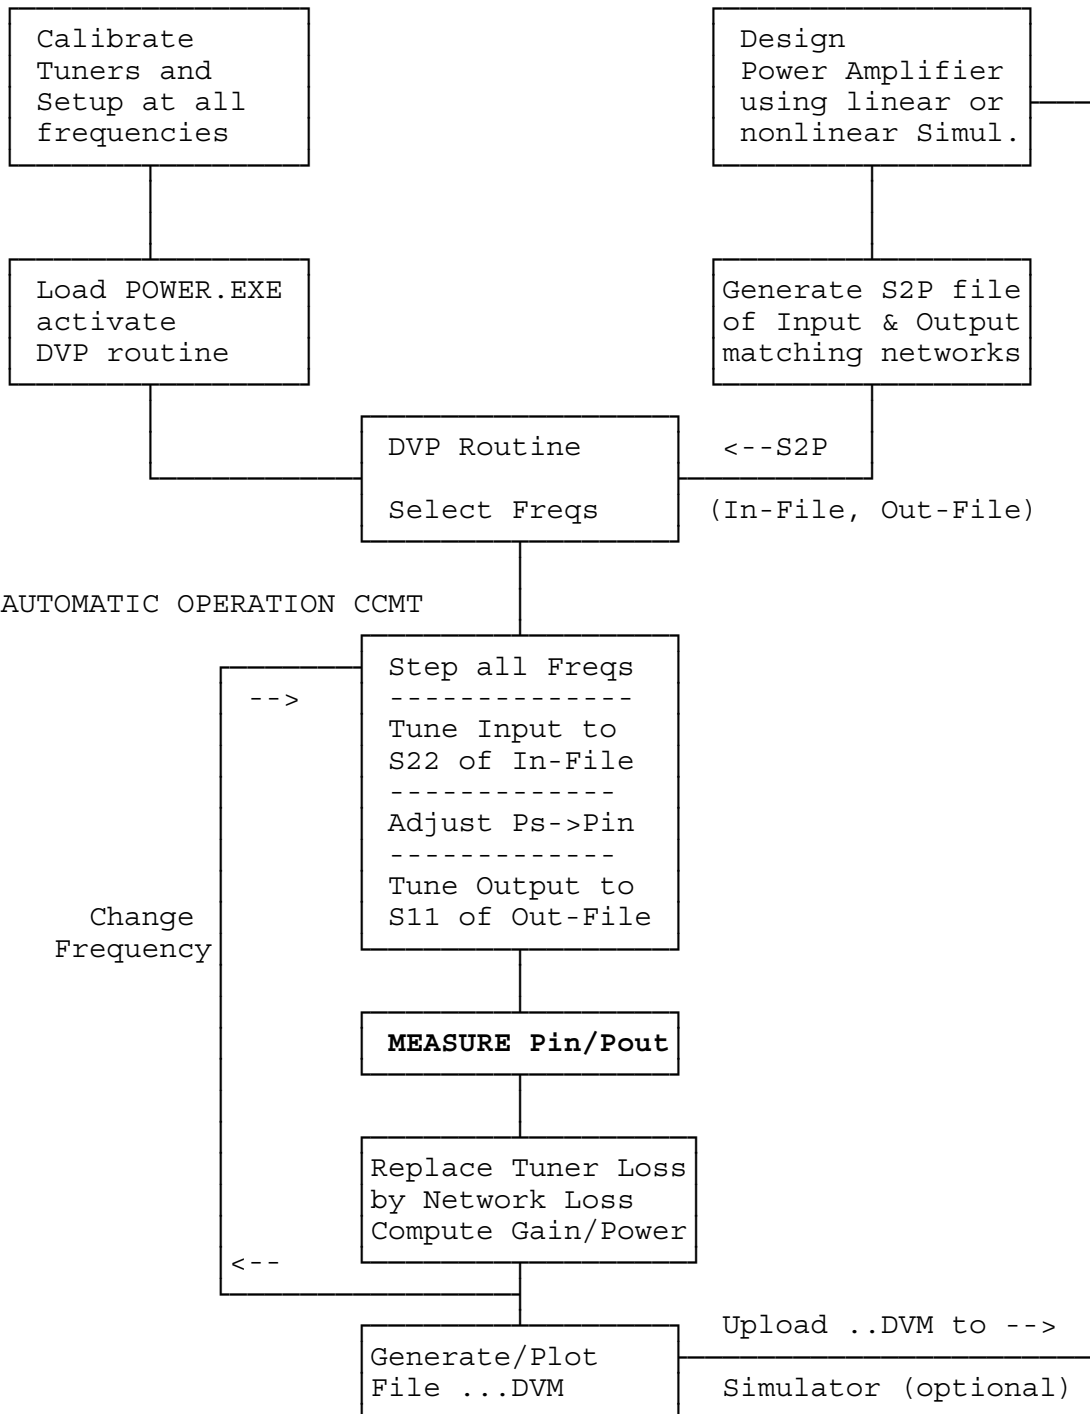 Calibrate
Tuners and
Setup at all
frequencies
Design
Power Amplifier
using linear or
nonlinear Simul.
Load POWER.EXE
activate
DVP routine
Generate S2P file
of Input & Output
matching networks
DVP Routine
Select Freqs
<--S2P
(In-File, Out-File)
AUTOMATIC OPERATION CCMT
Step all Freqs
--------------
Tune Input to
S22 of In-File
-------------
Adjust Ps->Pin
-------------
Tune Output to
S11 of Out-File
-->
Change
Frequency
MEASURE Pin/Pout
Replace Tuner Loss
by Network Loss
Compute Gain/Power
<--
Generate/Plot
File ...DVM
Upload ..DVM to -->
Simulator (optional)